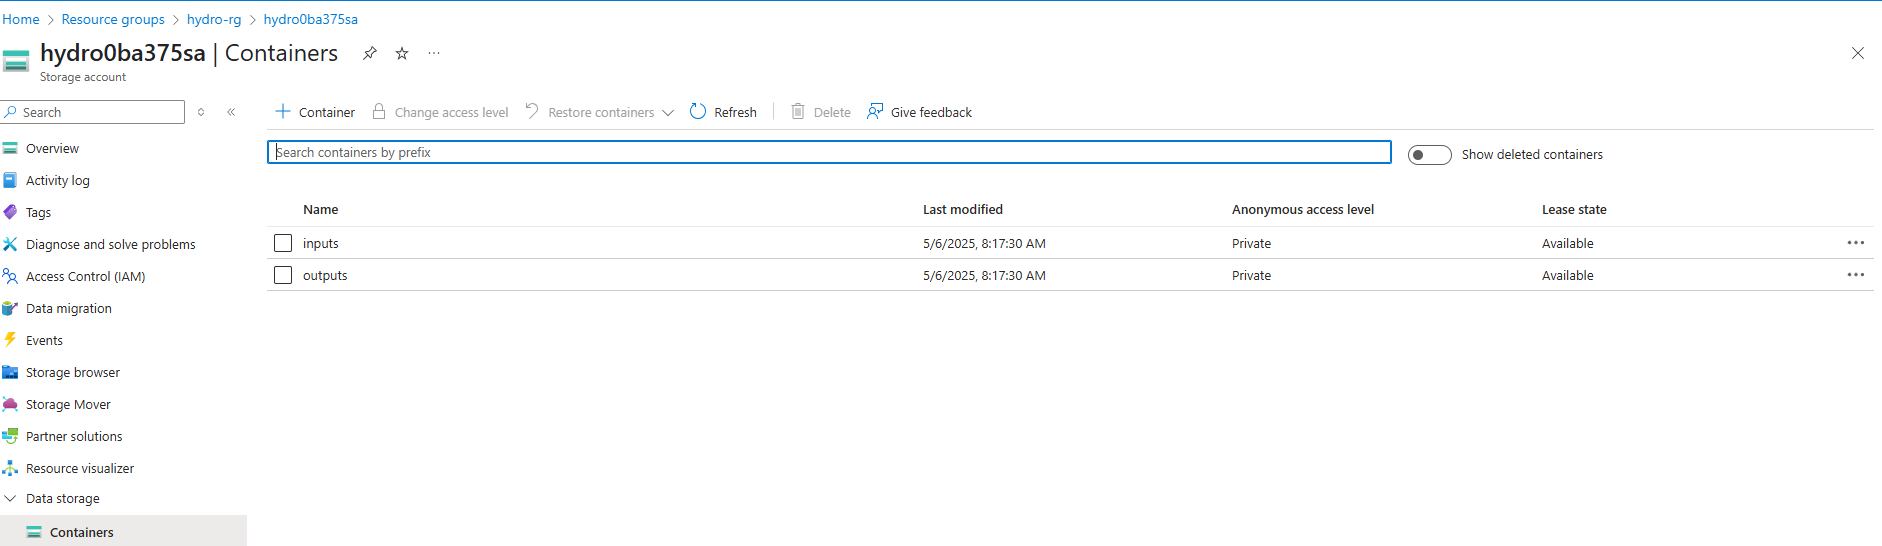 Home > Resource groups > hydro-rg > hydro0ba375sa
hydro0ba375sa | Containers
Storage account
Search
Container Change access level Restore containers Refresh Delete Give feedback
Search containers by prefix
Show deleted containers
Overview
Activity log
Tags
Diagnose and solve problems
Access Control (IAM)
Data migration
Events
Storage browser
Storage Mover
Partner solutions
Resource visualizer
Data storage
Containers
Name Last modified Anonymous access level Lease state
inputs 5/6/2025, 8:17:30 AM Private Available
outputs 5/6/2025, 8:17:30 AM Private Available